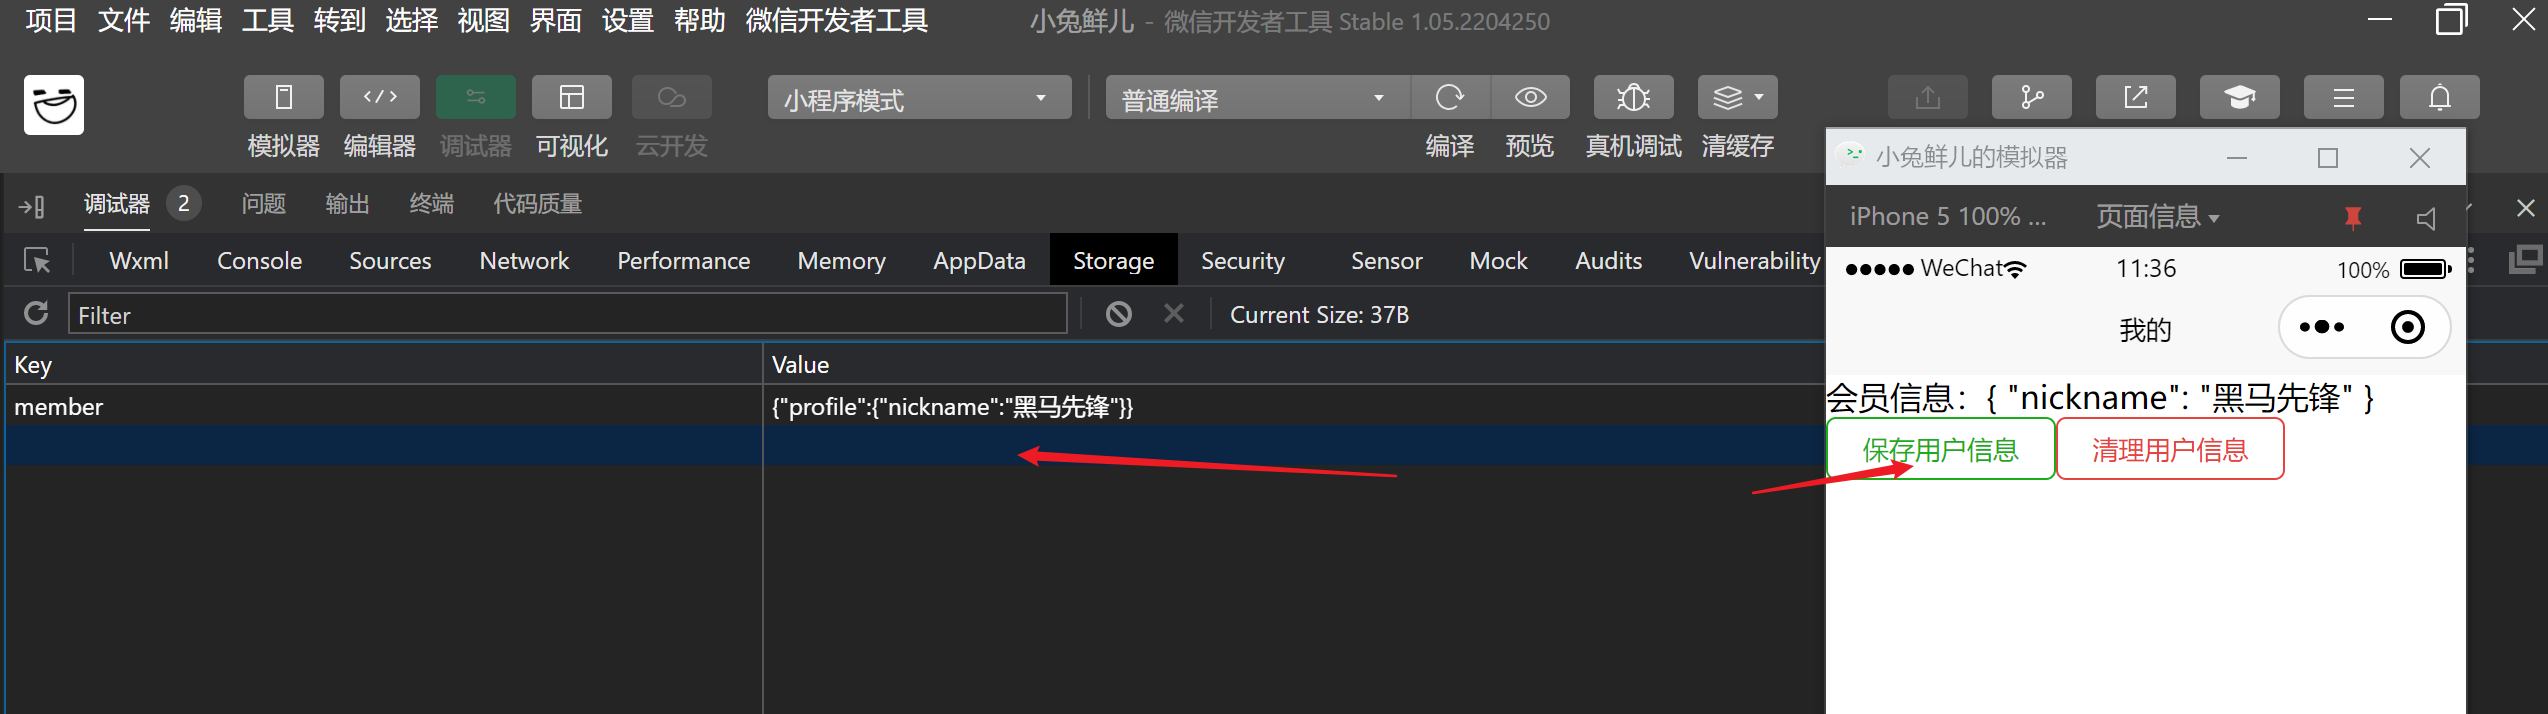 项目 文件 编辑 工具 转到 选择 视图 界面 设置 帮助 微信开发者工具 小兔鲜儿 - 微信开发者工具 Stable 1.05.2204250
小程序模式 普通编译
模拟器 编辑器 调试器 可视化 云开发 编译 预览 真机调试 清缓存
小兔鲜儿的模拟器
调试器 2 问题 输出 终端 代码质量
iPhone 5 100% ... 页面信息
Wxml Console Sources Network Performance Memory AppData Storage Security Sensor Mock Audits Vulnerability
WeChat 11:36 100%
Filter Current Size: 37B
我的
Key Value
member {"profile":{"nickname":"黑马先锋"}}
会员信息：{ "nickname": "黑马先锋" }
保存用户信息 清理用户信息